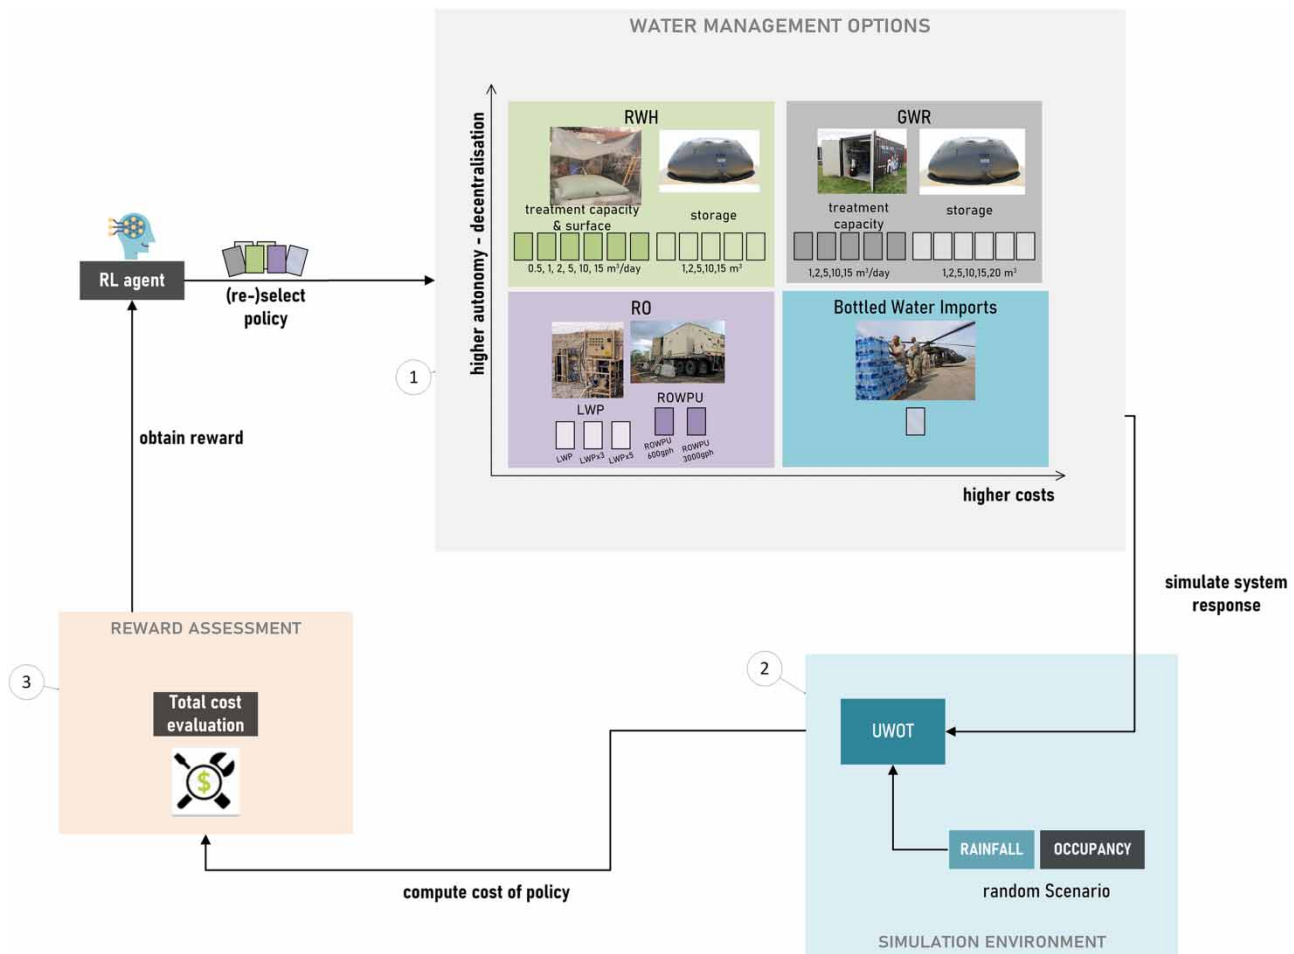 WATER MANAGEMENT OPTIONS
higher autonomy - decentralisation
RWH
treatment capacity
& surface
storage
0.5, 1, 2, 5, 10, 15 m³/day
1,2,5,10,15 m³
GWR
treatment
capacity
storage
1,2,5,10,15 m³/day
1,2,5,10,15,20 m³
RO
LWP
ROWPU
LWP
LWPx3
LWPx5
ROWPU
600gph
ROWPU
3000gph
Bottled Water Imports
higher costs
RL agent
(re-)select
policy
1
obtain reward
simulate system
response
REWARD ASSESSMENT
3
Total cost
evaluation
$
2
UWOT
RAINFALL
OCCUPANCY
random Scenario
compute cost of policy
SIMULATION ENVIRONMENT